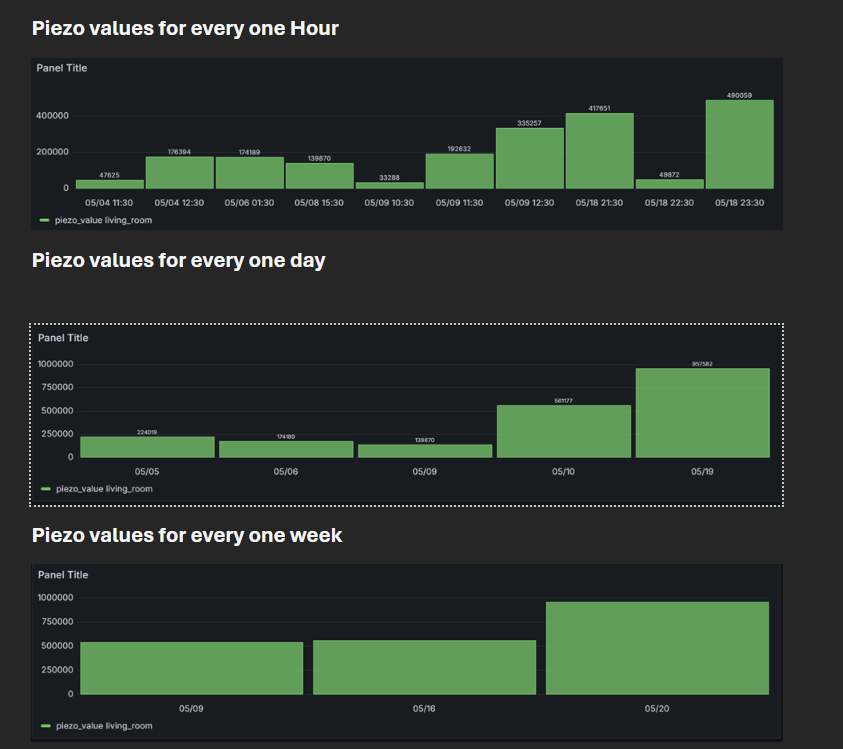 Piezo values for every one Hour
Panel Title
400000
200000
0
47625
176394
174189
139870
33288
192632
335257
417651
49872
490059
05/04 11:30 05/04 12:30 05/06 01:30 05/08 15:30 05/09 10:30 05/09 11:30 05/09 12:30 05/18 21:30 05/18 22:30 05/18 23:30
piezo_value living_room
Piezo values for every one day
Panel Title
1000000
750000
500000
250000
0
224019
174189
139870
561177
957582
05/05 05/06 05/09 05/10 05/19
piezo_value living_room
Piezo values for every one week
Panel Title
1000000
750000
500000
250000
0
05/09 05/16 05/20
piezo_value living_room